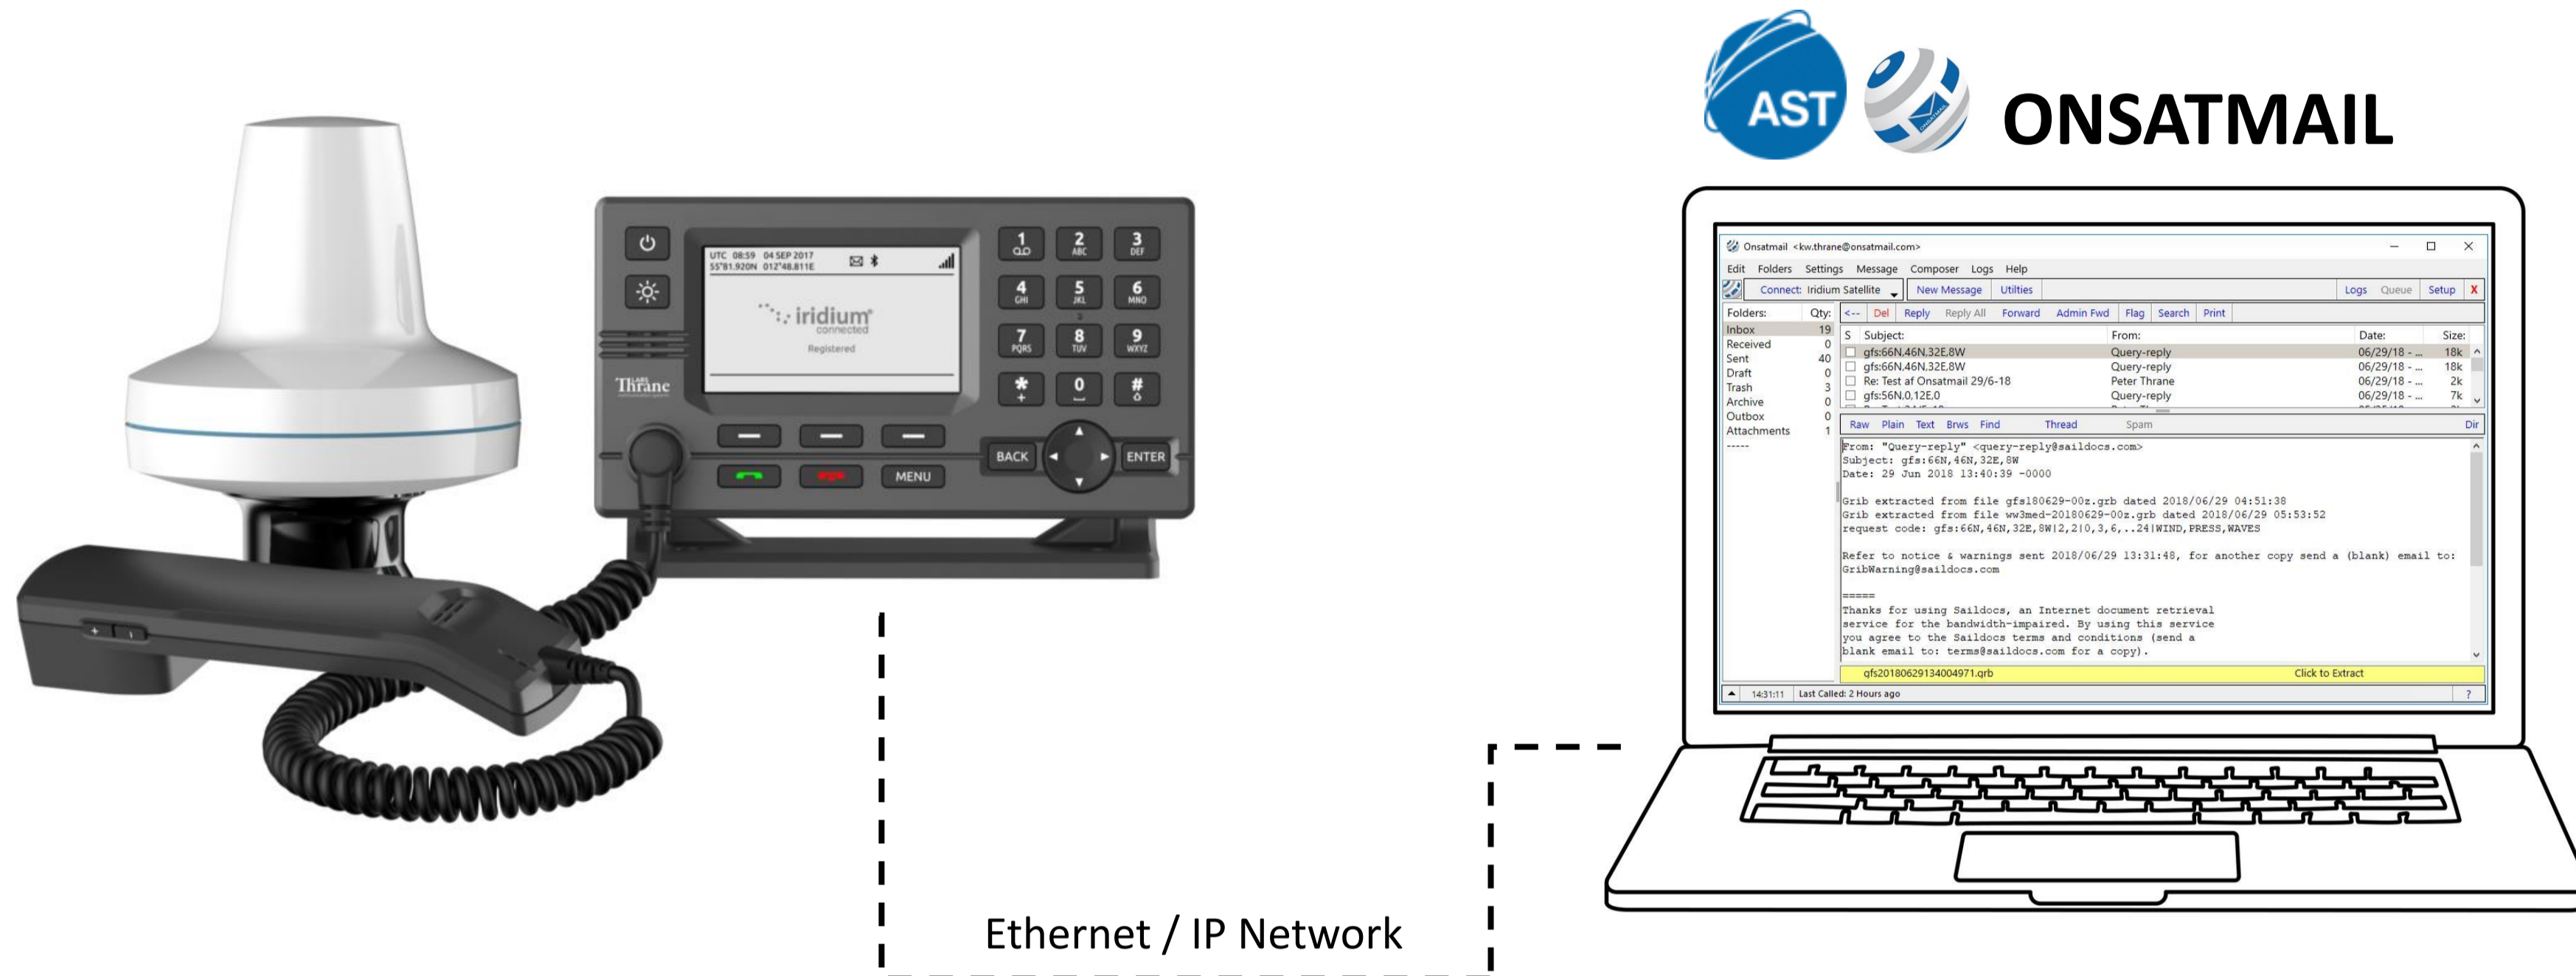 AST
ONSATMAIL
UTC 08:59 04 SEP 2017
55°81.920N 012°48.811E
iridium®
connected
Registered
LARS
Thrane
1
2 ABC
3 DEF
4 GHI
5 JKL
6 MNO
7 PQRS
8 TUV
9 WXYZ
* +
0
#
BACK
ENTER
MENU
+
Ethernet / IP Network
Onsatmail <kw.thrane@onsatmail.com>
Edit Folders Settings Message Composer Logs Help
Connect: Iridium Satellite New Message Utilties Logs Queue Setup X
Folders: Qty:
Inbox 19
Received 0
Sent 40
Draft 0
Trash 3
Archive 0
Outbox 0
Attachments 1
-----
<-- Del Reply Reply All Forward Admin Fwd Flag Search Print
S Subject: From: Date: Size:
gfs:66N,46N,32E,8W Query-reply 06/29/18 - ... 18k
gfs:66N,46N,32E,8W Query-reply 06/29/18 - ... 18k
Re: Test af Onsatmail 29/6-18 Peter Thrane 06/29/18 - ... 2k
gfs:56N,0,12E,0 Query-reply 06/29/18 - ... 7k
Raw Plain Text Brws Find Thread Spam Dir
From: "Query-reply" <query-reply@saildocs.com>
Subject: gfs:66N,46N,32E,8W
Date: 29 Jun 2018 13:40:39 -0000
Grib extracted from file gfs180629-00z.grb dated 2018/06/29 04:51:38
Grib extracted from file ww3med-20180629-00z.grb dated 2018/06/29 05:53:52
request code: gfs:66N,46N,32E,8W|2,2|0,3,6,..24|WIND,PRESS,WAVES
Refer to notice & warnings sent 2018/06/29 13:31:48, for another copy send a (blank) email to:
GribWarning@saildocs.com
=====
Thanks for using Saildocs, an Internet document retrieval
service for the bandwidth-impaired. By using this service
you agree to the Saildocs terms and conditions (send a
blank email to: terms@saildocs.com for a copy).
gfs20180629134004971.grb Click to Extract
14:31:11 Last Called: 2 Hours ago ?